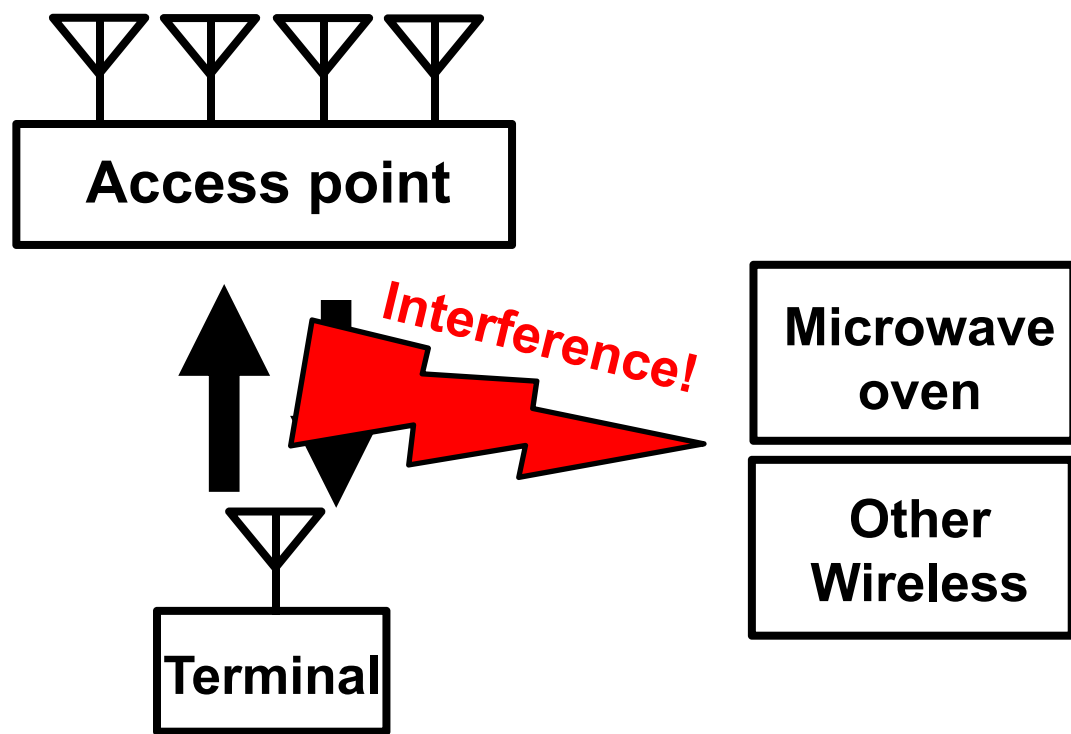 Access point
Interference!
Microwave
oven
Other
Wireless
Terminal